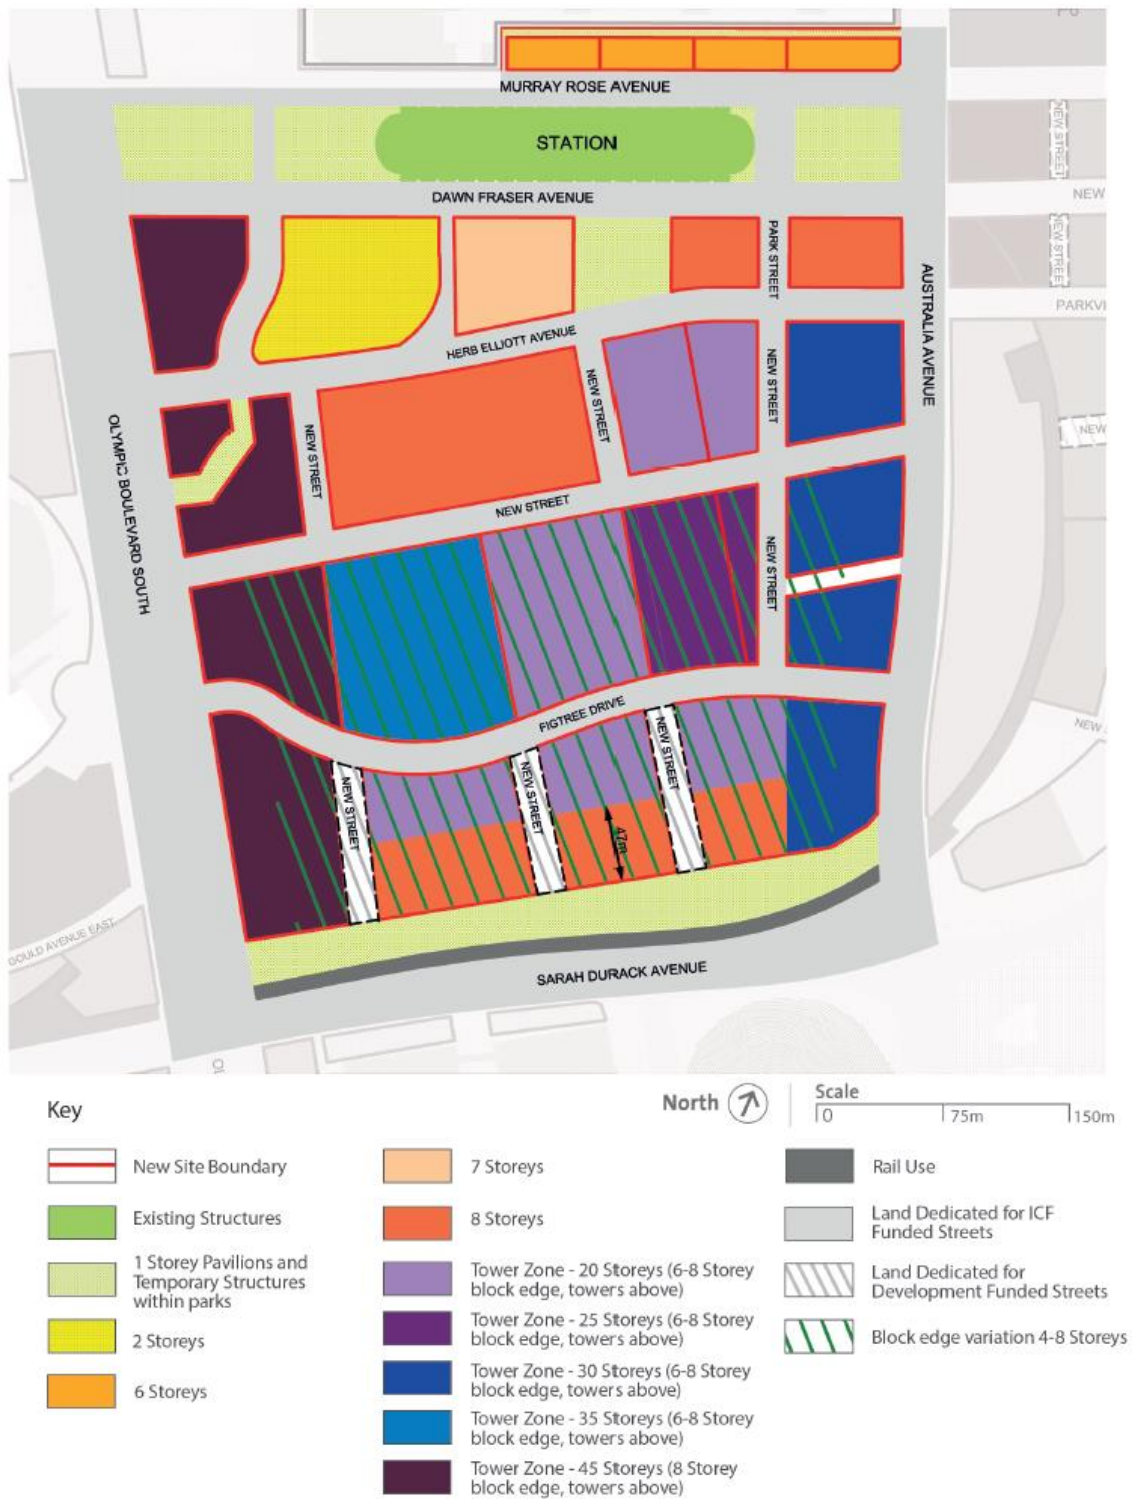 MURRAY ROSE AVENUE
STATION
NEW STREET
DAWN FRASER AVENUE
NEW
PARK STREET
NEW STREET
AUSTRALIA AVENUE
PARKVI
HERB ELLIOTT AVENUE
NEW STREET
NEW STREET
OLYMPIC BOULEVARD SOUTH
NEW STREET
NEW
NEW STREET
NEW STREET
FIGTREE DRIVE
NEW STREET
NEW STREET
NEW STREET
NEW
47m
GOULD AVENUE EAST
SARAH DURACK AVENUE
OL
Key
North
Scale
0 75m 150m
New Site Boundary
Existing Structures
1 Storey Pavilions and
Temporary Structures
within parks
2 Storeys
6 Storeys
7 Storeys
8 Storeys
Tower Zone - 20 Storeys (6-8 Storey
block edge, towers above)
Tower Zone - 25 Storeys (6-8 Storey
block edge, towers above)
Tower Zone - 30 Storeys (6-8 Storey
block edge, towers above)
Tower Zone - 35 Storeys (6-8 Storey
block edge, towers above)
Tower Zone - 45 Storeys (8 Storey
block edge, towers above)
Rail Use
Land Dedicated for ICF
Funded Streets
Land Dedicated for
Development Funded Streets
Block edge variation 4-8 Storeys